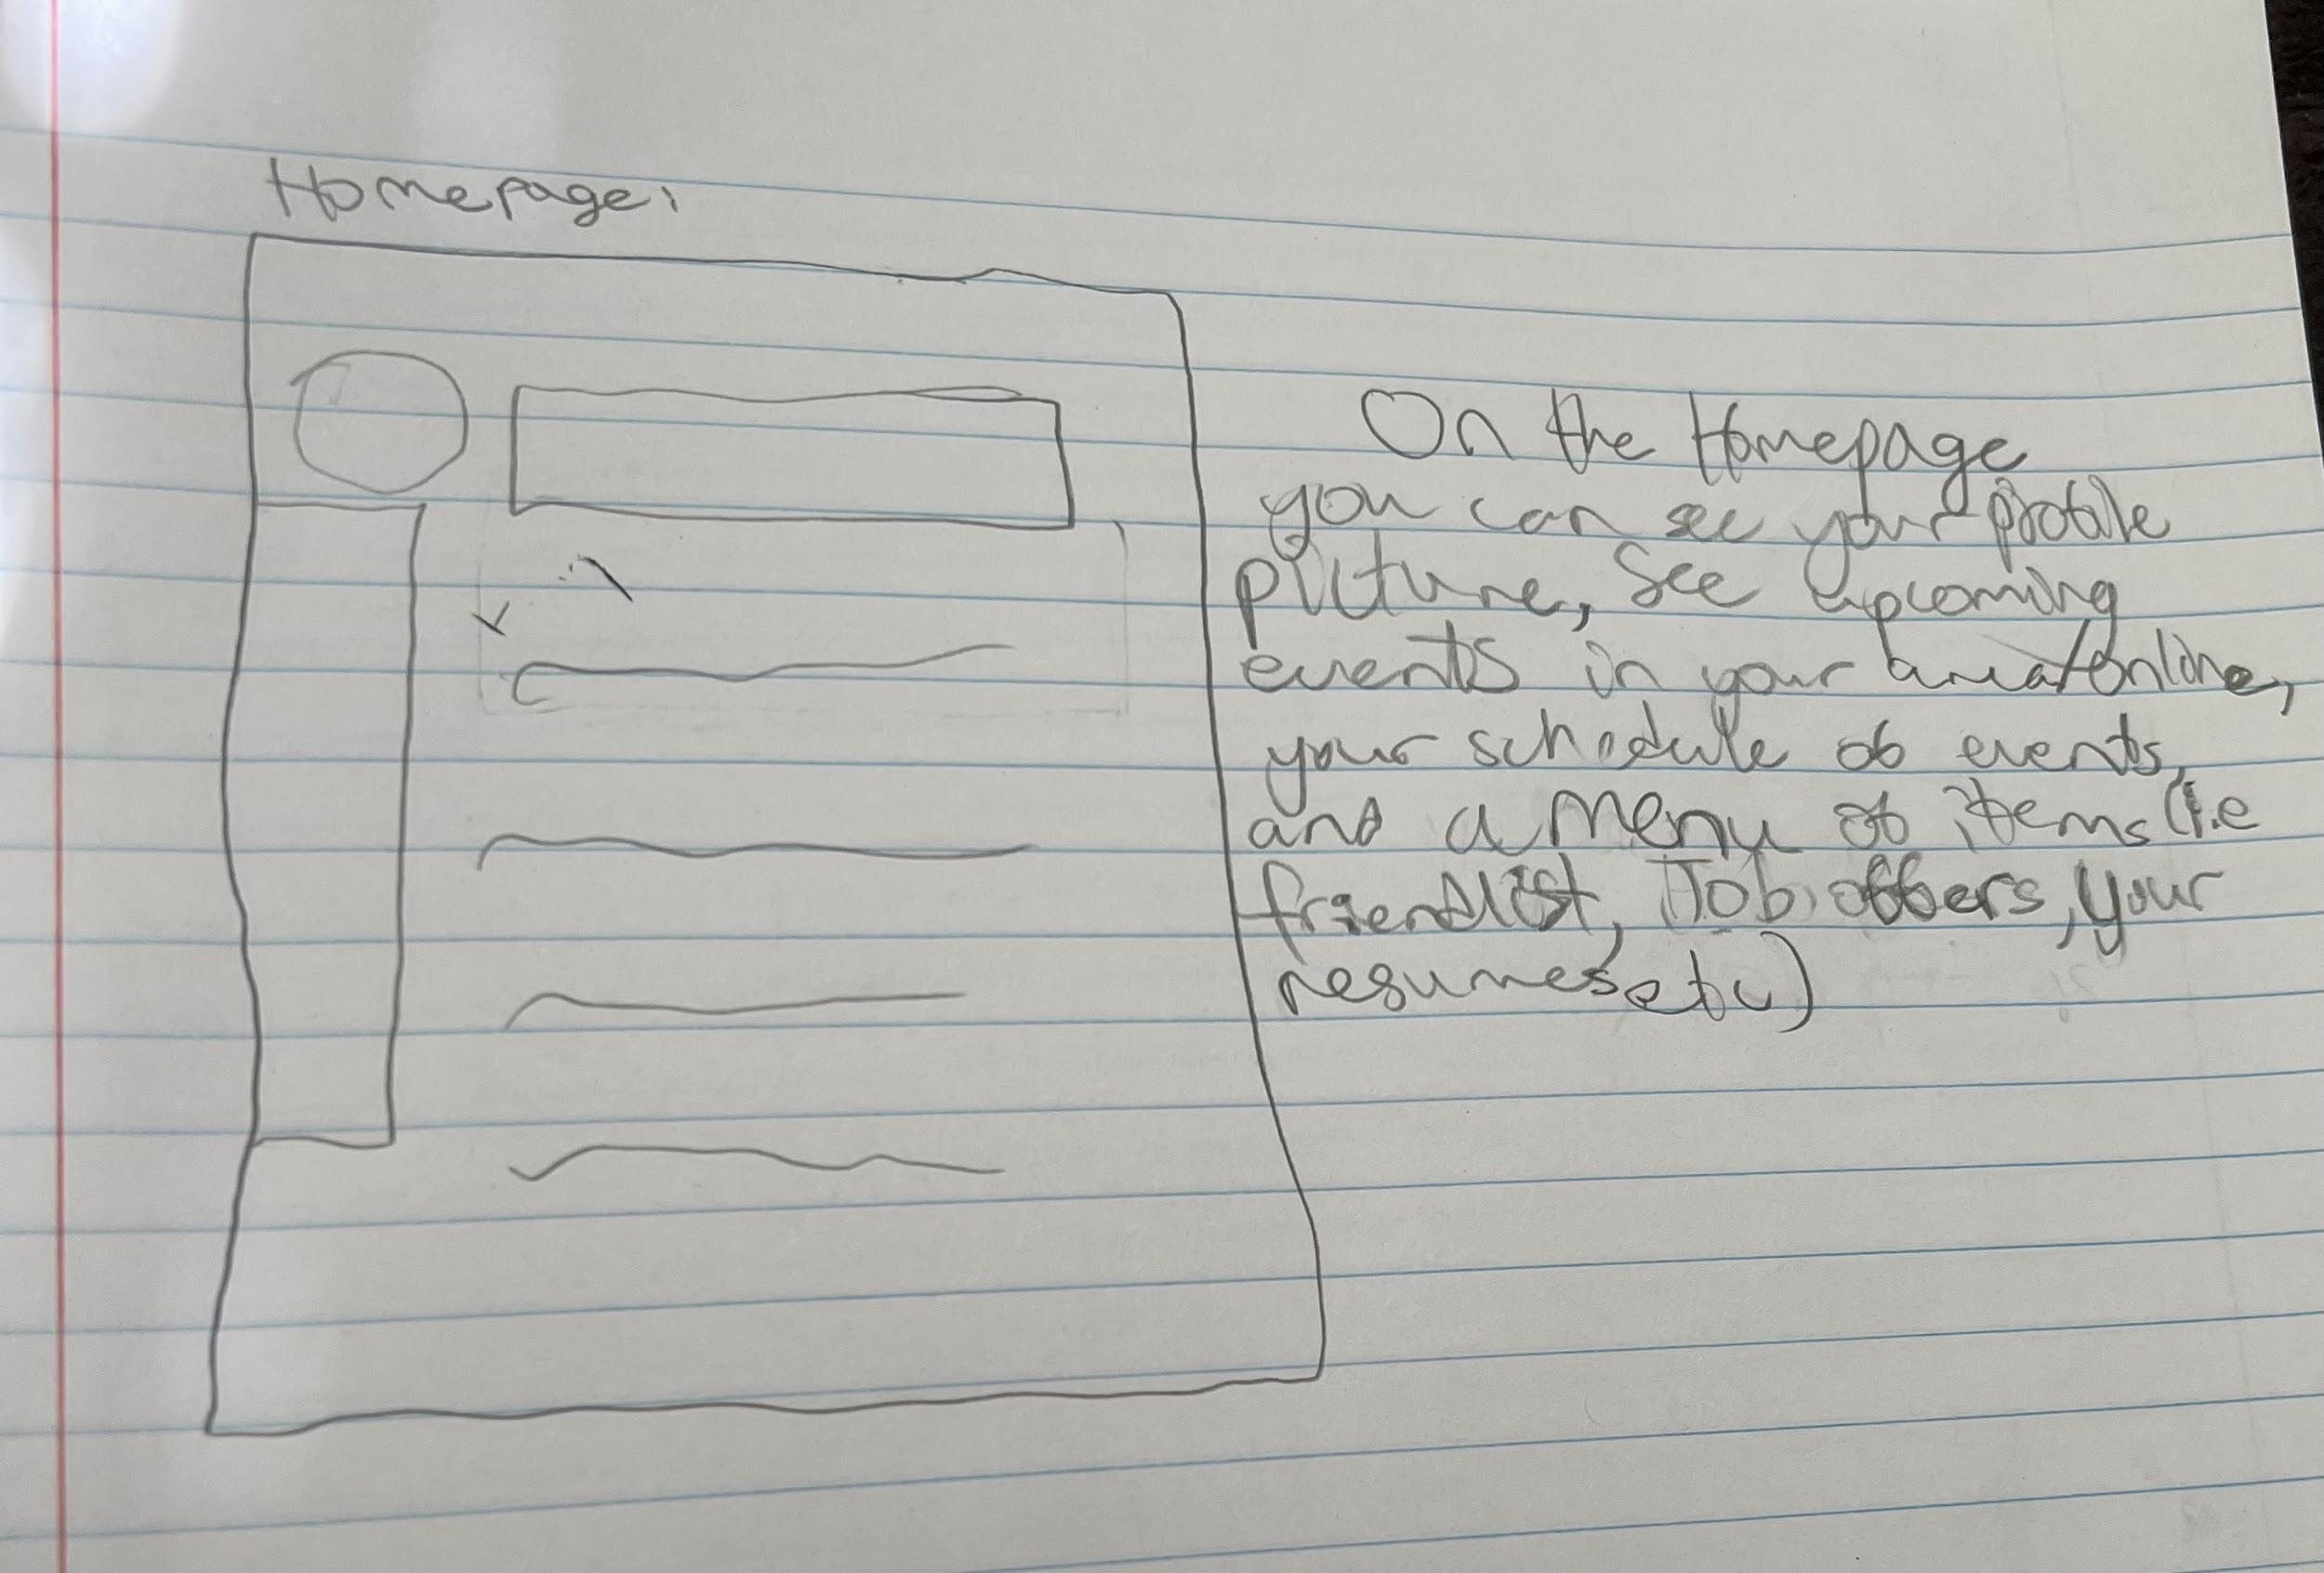 Homepage:
On the Homepage
you can see your profile
picture, See upcoming
events in your area/online,
your schedule of events,
and a menu of items (i.e
friendlist, Job offers, your
resumes, etc)